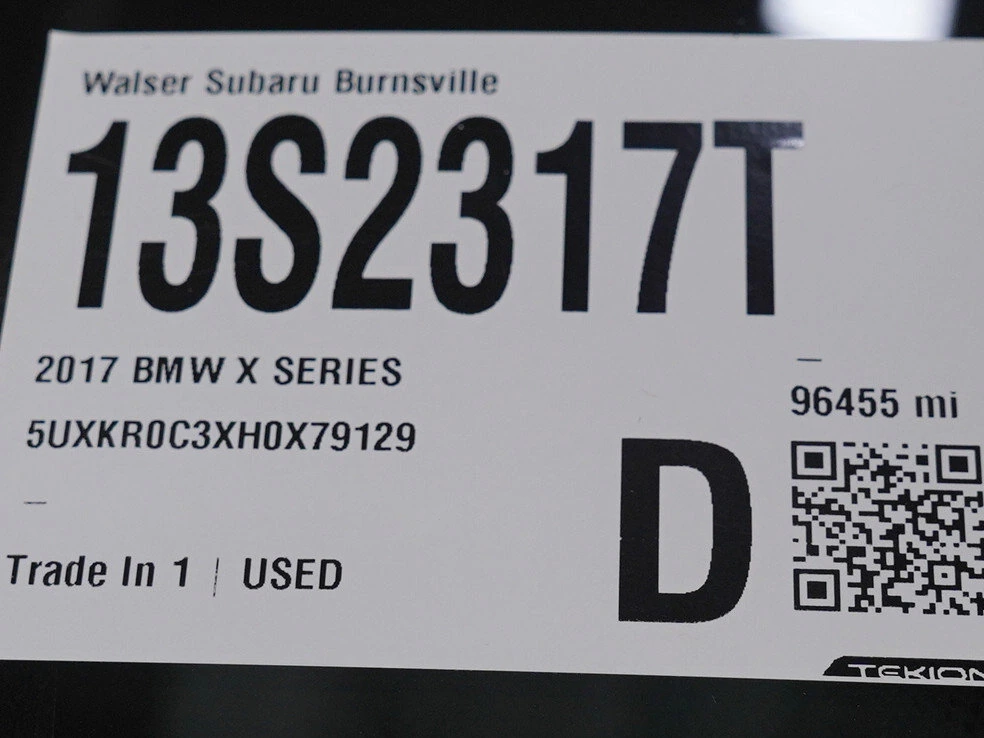 Walser Subaru Burnsville
13S2317T
2017 BMW X SERIES
5UXKR0C3XH0X79129
—
96455 mi
—
Trade In 1 | USED
D
TEKION